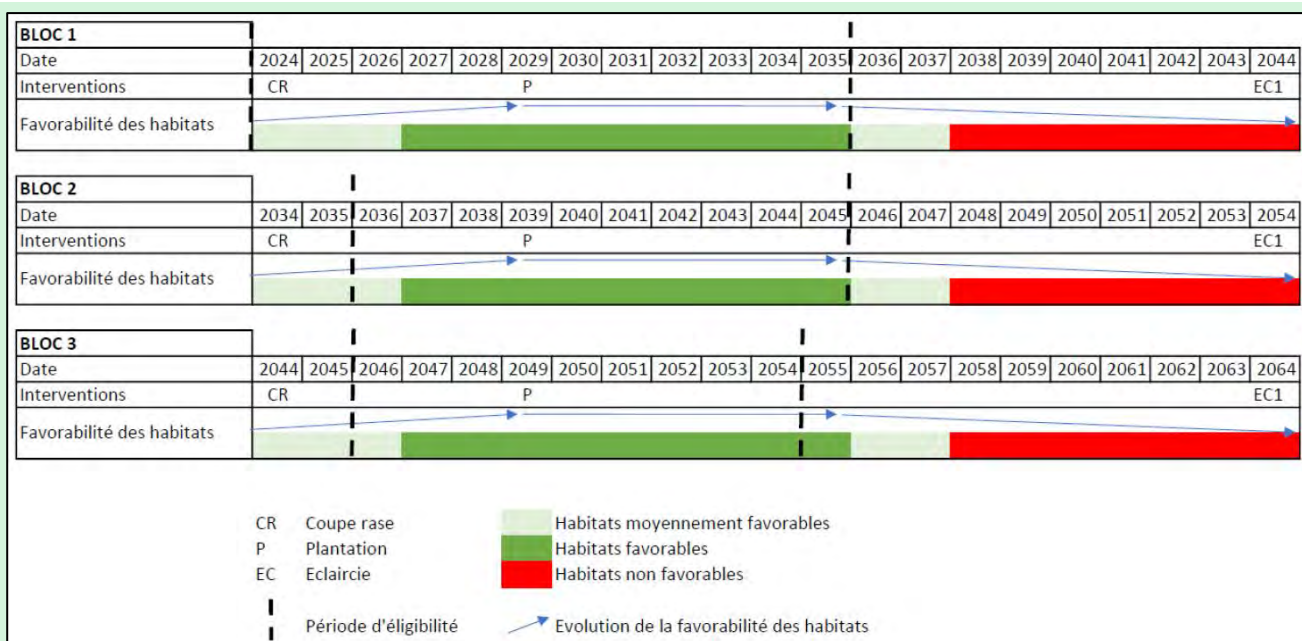 BLOC 1
Date 2024 2025 2026 2027 2028 2029 2030 2031 2032 2033 2034 2035 2036 2037 2038 2039 2040 2041 2042 2043 2044
Interventions CR P EC1
Favorabilité des habitats
BLOC 2
Date 2034 2035 2036 2037 2038 2039 2040 2041 2042 2043 2044 2045 2046 2047 2048 2049 2050 2051 2052 2053 2054
Interventions CR P EC1
Favorabilité des habitats
BLOC 3
Date 2044 2045 2046 2047 2048 2049 2050 2051 2052 2053 2054 2055 2056 2057 2058 2059 2060 2061 2062 2063 2064
Interventions CR P EC1
Favorabilité des habitats
CR Coupe rase Habitats moyennement favorables
P Plantation Habitats favorables
EC Eclaircie Habitats non favorables
Période d'éligibilité Evolution de la favorabilité des habitats